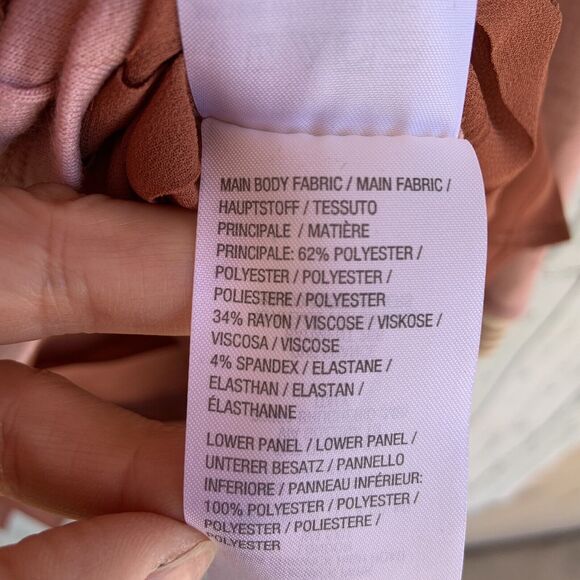 MAIN BODY FABRIC / MAIN FABRIC /
HAUPTSTOFF / TESSUTO
PRINCIPALE / MATIÈRE
PRINCIPALE: 62% POLYESTER /
POLYESTER / POLYESTER /
POLIESTERE / POLYESTER
34% RAYON / VISCOSE / VISKOSE /
VISCOSA / VISCOSE
4% SPANDEX / ELASTANE /
ELASTHAN / ELASTAN /
ÉLASTHANNE
LOWER PANEL / LOWER PANEL /
UNTERER BESATZ / PANNELLO
INFERIORE / PANNEAU INFÉRIEUR:
100% POLYESTER / POLYESTER /
POLYESTER / POLIESTERE /
POLYESTER